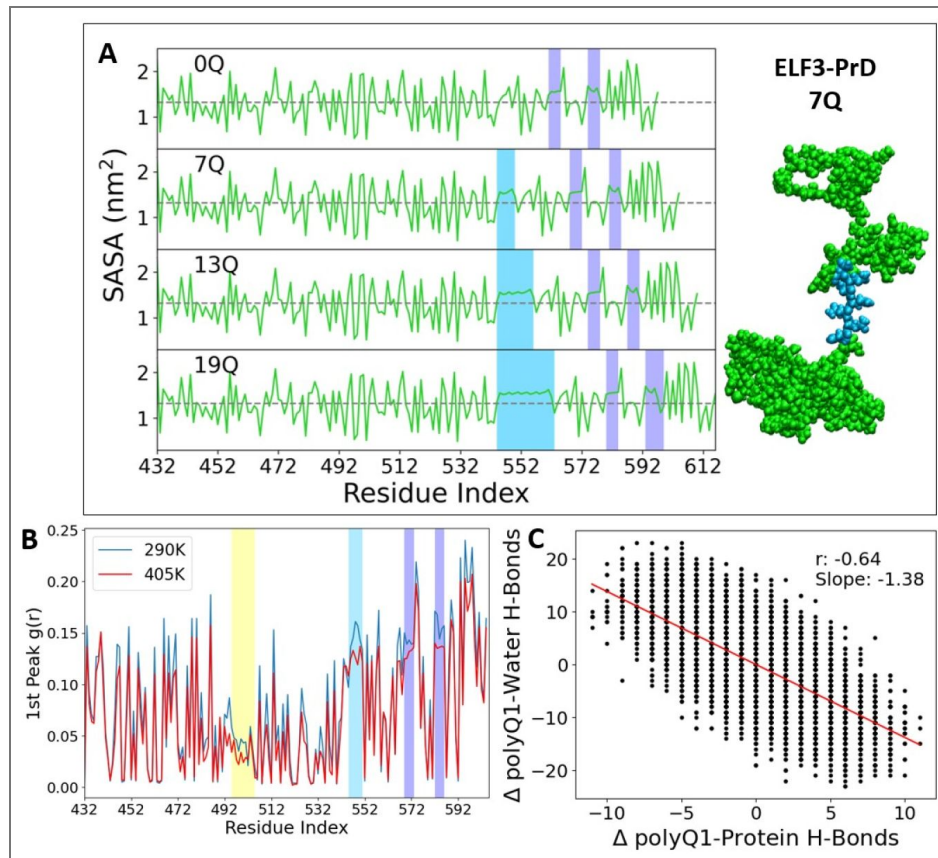 A
ELF3-PrD
7Q
0Q
7Q
13Q
19Q
2
1
2
1
2
1
2
1
SASA (nm²)
432 452 472 492 512 532 552 572 592 612
Residue Index
B
290K
405K
0.25
0.20
0.15
0.10
0.05
0.00
1st Peak g(r)
432 452 472 492 512 532 552 572 592
Residue Index
C
r: -0.64
Slope: -1.38
20
10
0
−10
−20
Δ polyQ1-Water H-Bonds
−10 −5 0 5 10
Δ polyQ1-Protein H-Bonds